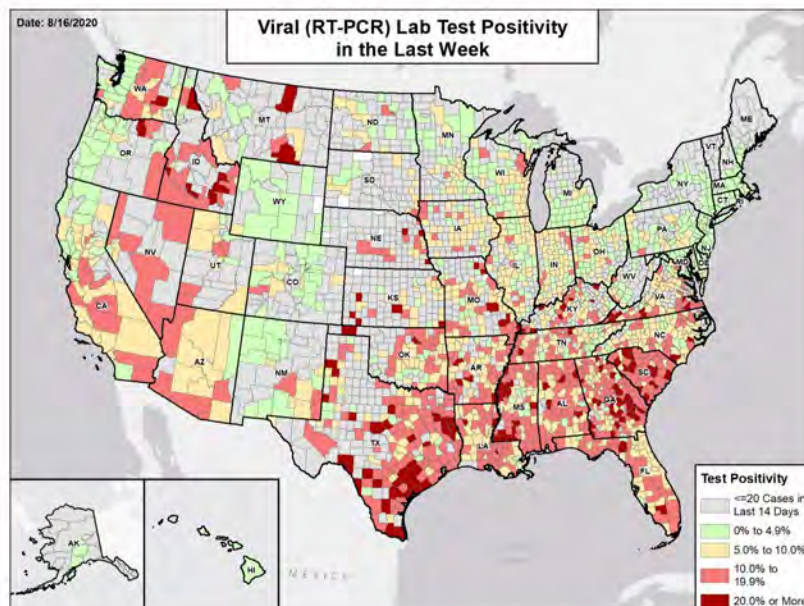 Date: 8/16/2020
Viral (RT-PCR) Lab Test Positivity
in the Last Week
WA
MT
ND
MN
ME
VT
NH
OR
ID
SD
WI
NY
MA
MI
CT
RI
WY
IA
PA
NJ
NE
OH
MD
DE
NV
UT
IL
IN
WV
CO
VA
CA
KS
MO
KY
NC
TN
OK
AZ
NM
AR
SC
MS
AL
GA
TX
LA
FL
AK
HI
MEXICO
Test Positivity
<=20 Cases in
Last 14 Days
0% to 4.9%
5.0% to 10.0%
10.0% to
19.9%
20.0% or More